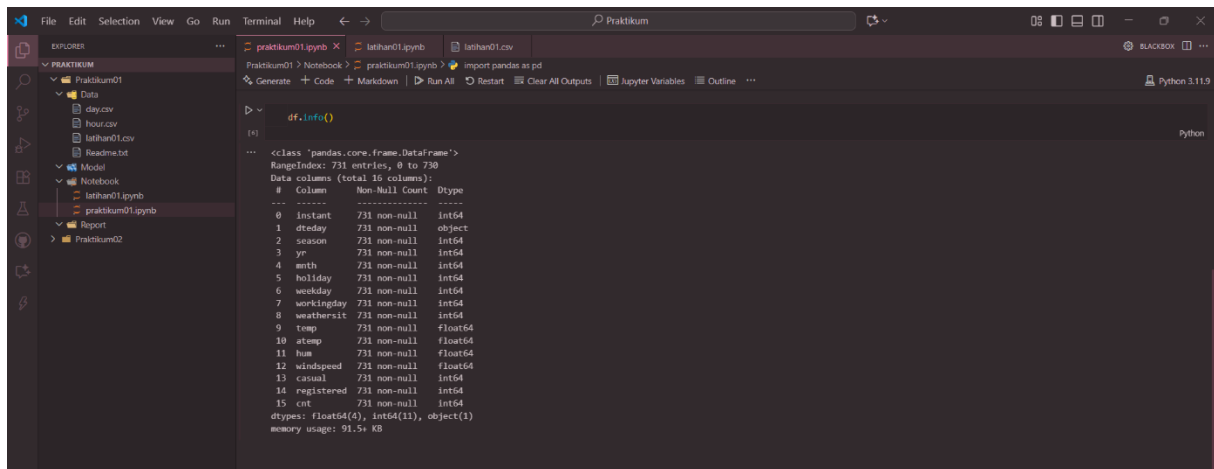 File Edit Selection View Go Run Terminal Help
Praktikum
EXPLORER
PRAKTIKUM
Praktikum01
Data
day.csv
hour.csv
latihan01.csv
Readme.txt
Model
Notebook
latihan01.ipynb
praktikum01.ipynb
Report
Praktikum02
praktikum01.ipynb latihan01.ipynb latihan01.csv
BLACKBOX
Praktikum01 > Notebook > praktikum01.ipynb > import pandas as pd
Generate + Code + Markdown | Run All Restart Clear All Outputs | Jupyter Variables Outline ...
Python 3.11.9
df.info()
Python
<class 'pandas.core.frame.DataFrame'>
RangeIndex: 731 entries, 0 to 730
Data columns (total 16 columns):
# Column Non-Null Count Dtype
--- ------ -------------- -----
0 instant 731 non-null int64
1 dteday 731 non-null object
2 season 731 non-null int64
3 yr 731 non-null int64
4 mnth 731 non-null int64
5 holiday 731 non-null int64
6 weekday 731 non-null int64
7 workingday 731 non-null int64
8 weathersit 731 non-null int64
9 temp 731 non-null float64
10 atemp 731 non-null float64
11 hum 731 non-null float64
12 windspeed 731 non-null float64
13 casual 731 non-null int64
14 registered 731 non-null int64
15 cnt 731 non-null int64
dtypes: float64(4), int64(11), object(1)
memory usage: 91.5+ KB